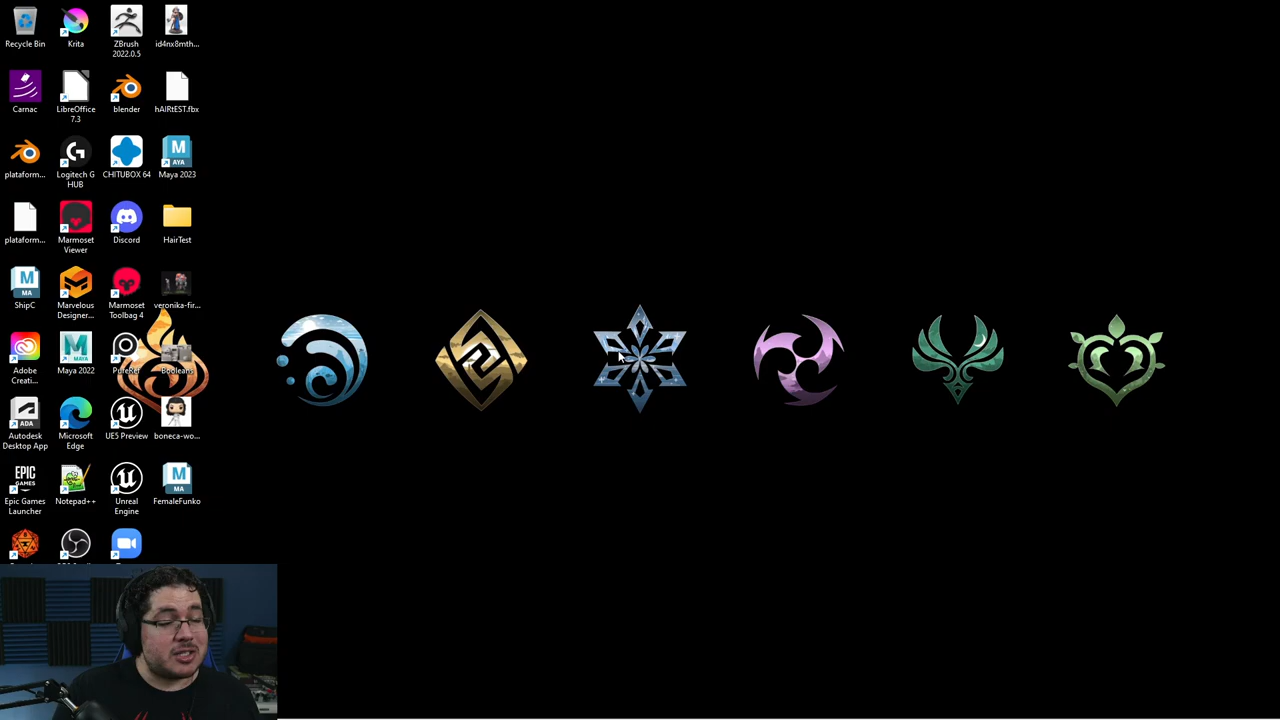 Recycle Bin
Krita
ZBrush
2022.0.5
id4nx8mth...
Carnac
LibreOffice
7.3
blender
hAIRtEST.fbx
plataform...
Logitech G
HUB
CHITUBOX 64
Maya 2023
plataform...
Marmoset
Viewer
Discord
HairTest
ShipC
Marvelous
Designer...
Marmoset
Toolbag 4
veronika-fir...
Adobe
Creati...
Maya 2022
PureRef
Booleans
Autodesk
Desktop App
Microsoft
Edge
UE5 Preview
boneca-wo...
Epic Games
Launcher
Notepad++
Unreal
Engine
FemaleFunko